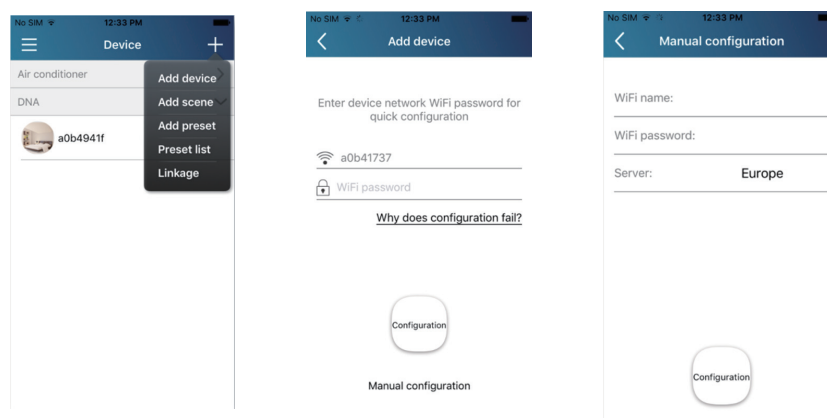 No SIM 12:33 PM
Device +
Air conditioner
DNA
a0b4941f
Add device
Add scene
Add preset
Preset list
Linkage
No SIM 12:33 PM
Add device
Enter device network WiFi password for
quick configuration
a0b41737
WiFi password
Why does configuration fail?
Configuration
Manual configuration
No SIM 12:33 PM
Manual configuration
WiFi name:
WiFi password:
Server: Europe
Configuration